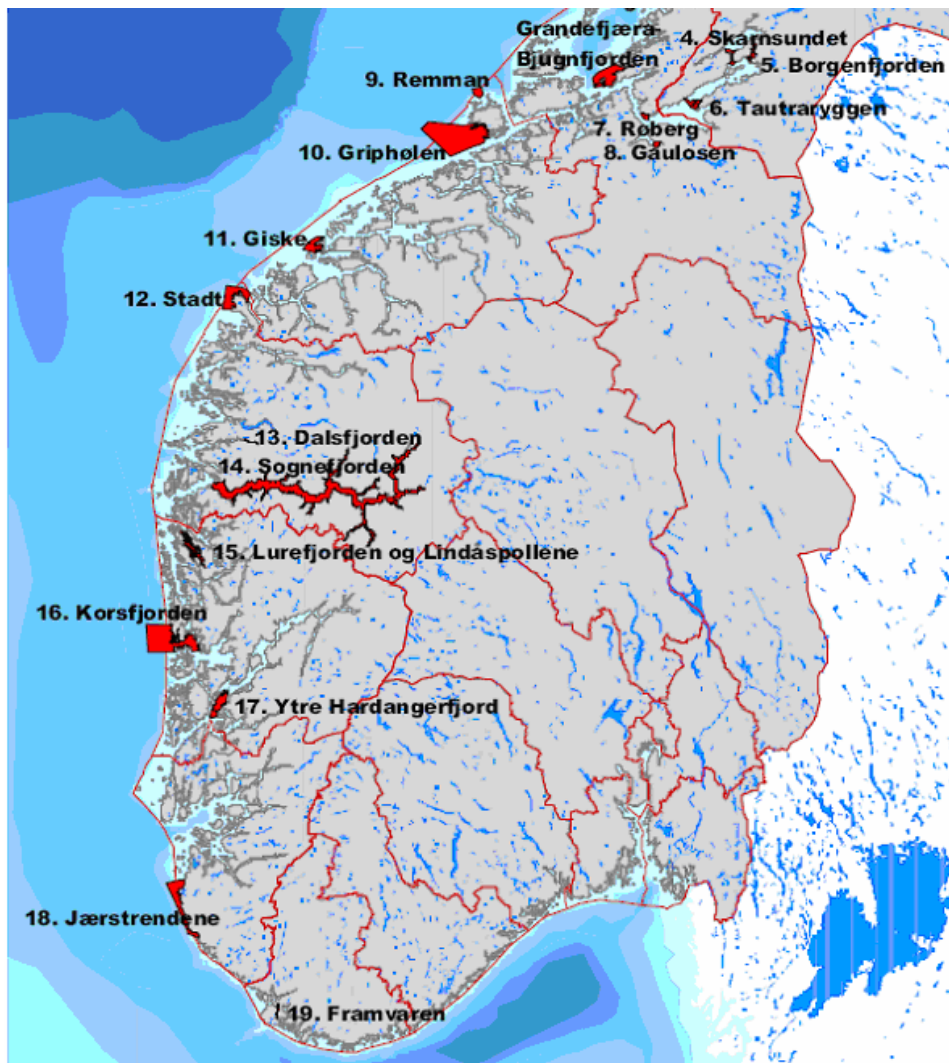 Grandefjæra-
Bjugnfjorden
4. Skarnsundet
5. Borgenfjorden
9. Remman
6. Tautraryggen
7. Røberg
10. Griphølen
8. Gaulosen
11. Giske
12. Stadt
13. Dalsfjorden
14. Sognefjorden
15. Lurefjorden og Lindåspollene
16. Korsfjorden
17. Ytre Hardangerfjord
18. Jærstrendene
19. Framvaren